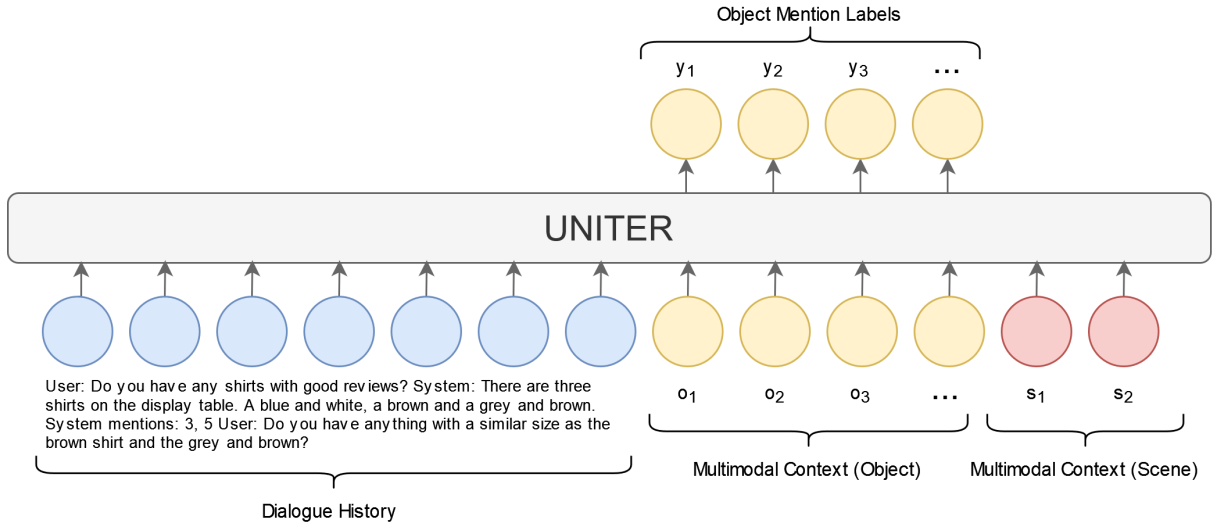 Object Mention Labels
y1 y2 y3 ...
UNITER
User: Do you have any shirts with good reviews? System: There are three
shirts on the display table. A blue and white, a brown and a grey and brown.
System mentions: 3, 5 User: Do you have anything with a similar size as the
brown shirt and the grey and brown?
o1 o2 o3 ... s1 s2
Dialogue History
Multimodal Context (Object)
Multimodal Context (Scene)